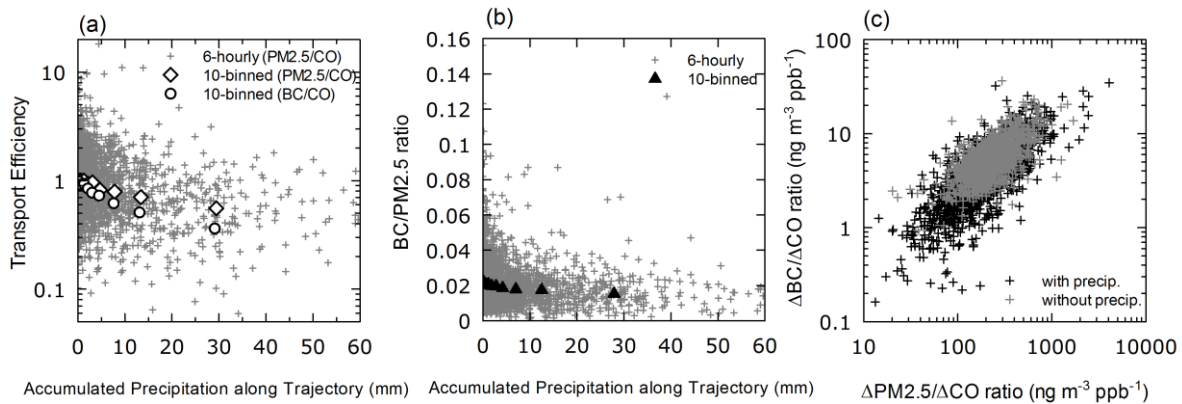 (a)
6-hourly (PM2.5/CO)
10-binned (PM2.5/CO)
10-binned (BC/CO)
Transport Efficiency
10
1
0.1
0 10 20 30 40 50 60
Accumulated Precipitation along Trajectory (mm)
(b)
6-hourly
10-binned
BC/PM2.5 ratio
0.16
0.14
0.12
0.10
0.08
0.06
0.04
0.02
0
0 10 20 30 40 50 60
Accumulated Precipitation along Trajectory (mm)
(c)
ΔBC/ΔCO ratio (ng m⁻³ ppb⁻¹)
100
10
1
0.1
with precip.
without precip.
10 100 1000 10000
ΔPM2.5/ΔCO ratio (ng m⁻³ ppb⁻¹)